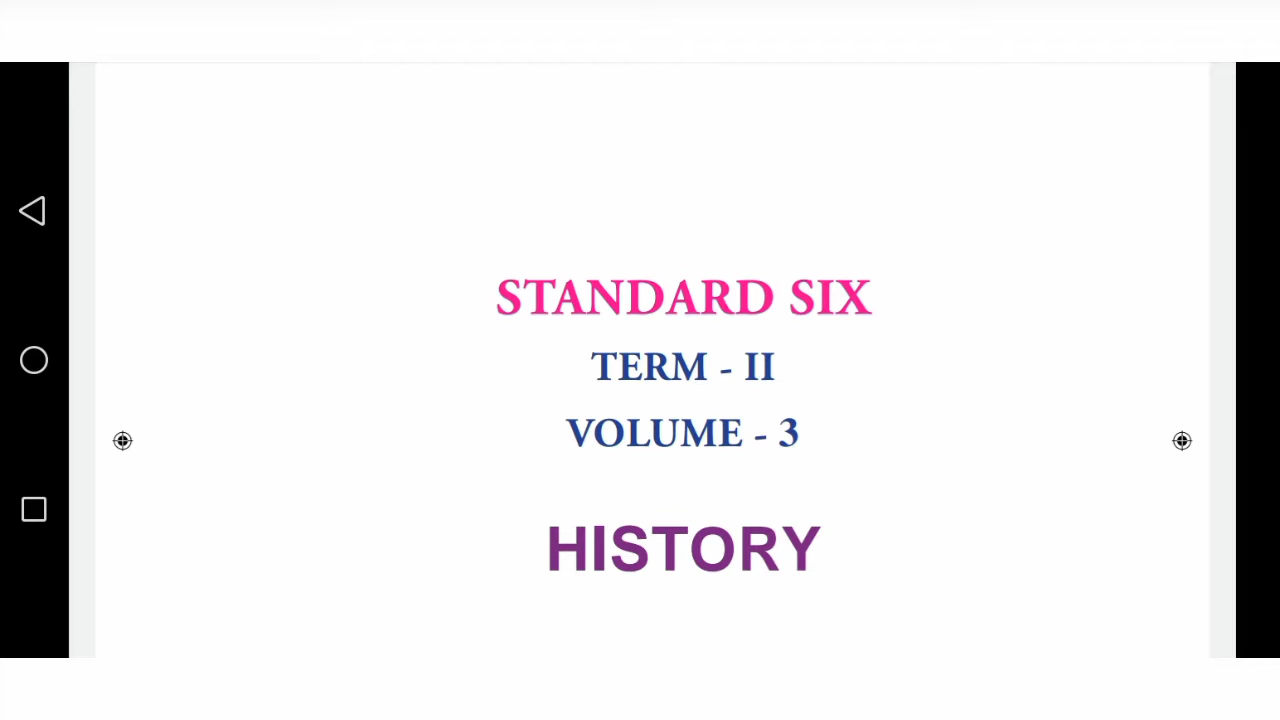 STANDARD SIX
TERM - II
VOLUME - 3
HISTORY